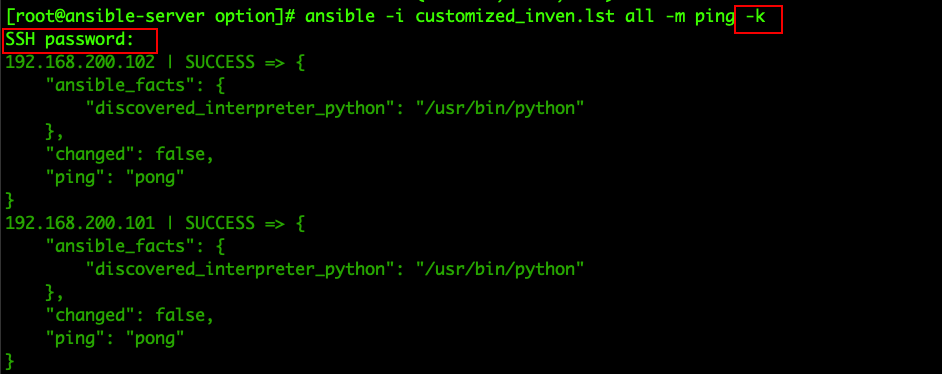 [root@ansible-server option]# ansible -i customized_inven.lst all -m ping -k
SSH password:
192.168.200.102 | SUCCESS => {
    "ansible_facts": {
        "discovered_interpreter_python": "/usr/bin/python"
    },
    "changed": false,
    "ping": "pong"
}
192.168.200.101 | SUCCESS => {
    "ansible_facts": {
        "discovered_interpreter_python": "/usr/bin/python"
    },
    "changed": false,
    "ping": "pong"
}